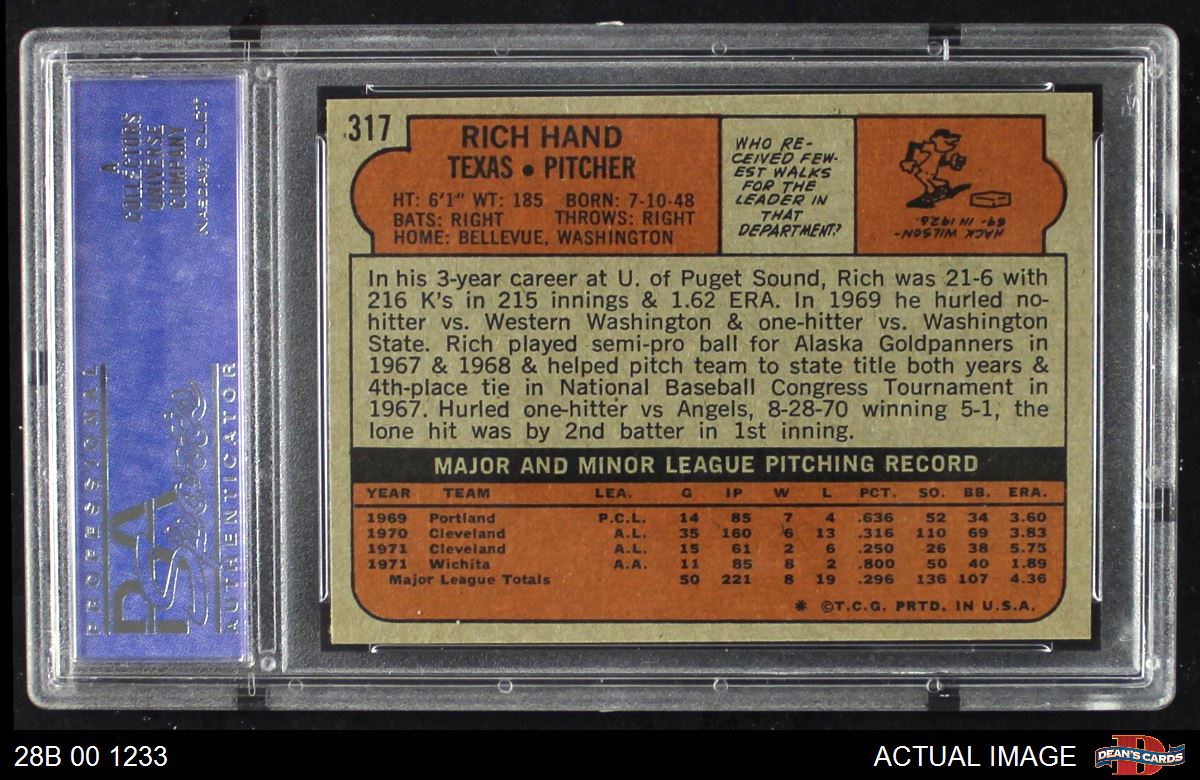 A
COLLECTORS
UNIVERSE
COMPANY
NASDAQ: CLCT
PROFESSIONAL
PSA
Sports
AUTHENTICATOR
317
RICH HAND
TEXAS • PITCHER
HT: 6'1" WT: 185 BORN: 7-10-48
BATS: RIGHT THROWS: RIGHT
HOME: BELLEVUE, WASHINGTON
WHO RE-
CEIVED FEW-
EST WALKS
FOR THE
LEADER IN
THAT
DEPARTMENT?
HACK WILSON-
69 IN 1926.
In his 3-year career at U. of Puget Sound, Rich was 21-6 with
216 K's in 215 innings & 1.62 ERA. In 1969 he hurled no-
hitter vs. Western Washington & one-hitter vs. Washington
State. Rich played semi-pro ball for Alaska Goldpanners in
1967 & 1968 & helped pitch team to state title both years &
4th-place tie in National Baseball Congress Tournament in
1967. Hurled one-hitter vs Angels, 8-28-70 winning 5-1, the
lone hit was by 2nd batter in 1st inning.
MAJOR AND MINOR LEAGUE PITCHING RECORD
YEAR TEAM LEA. G IP W L PCT. SO. BB. ERA.
1969 Portland P.C.L. 14 85 7 4 .636 52 34 3.60
1970 Cleveland A.L. 35 160 6 13 .316 110 69 3.83
1971 Cleveland A.L. 15 61 2 6 .250 26 38 5.75
1971 Wichita A.A. 11 85 8 2 .800 50 40 1.89
Major League Totals 50 221 8 19 .296 136 107 4.36
* ©T.C.G. PRTD. IN U.S.A.
28B 00 1233
ACTUAL IMAGE
D
DEAN'S CARDS